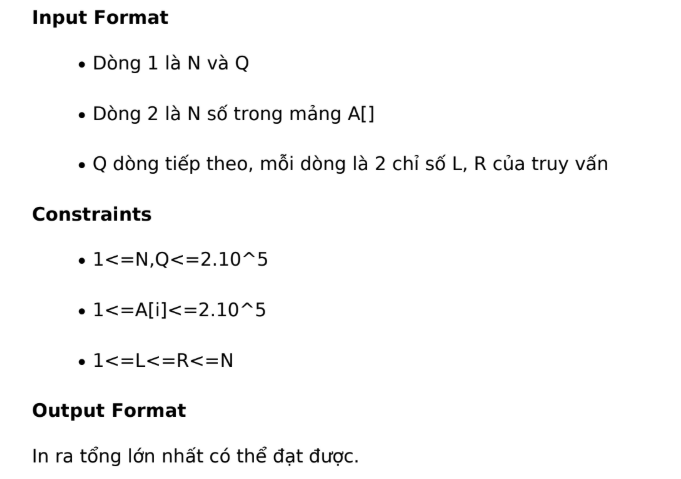 Input Format
• Dòng 1 là N và Q
• Dòng 2 là N số trong mảng A[]
• Q dòng tiếp theo, mỗi dòng là 2 chỉ số L, R của truy vấn
Constraints
• 1<=N,Q<=2.10^5
• 1<=A[i]<=2.10^5
• 1<=L<=R<=N
Output Format
In ra tổng lớn nhất có thể đạt được.